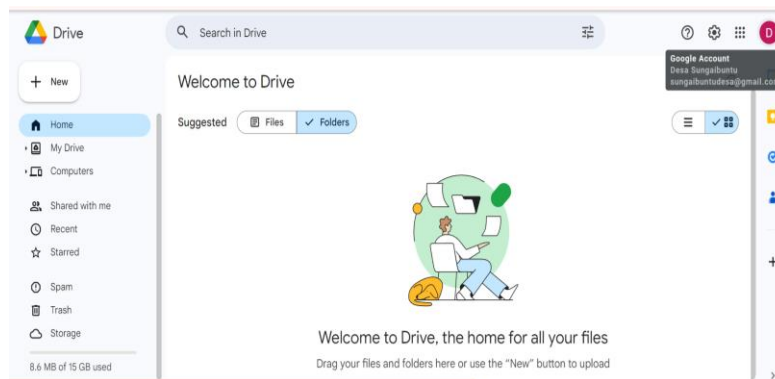 Drive
Search in Drive
D
Google Account
Desa Sungaibuntu
sungaibuntudesa@gmail.com
New
Welcome to Drive
Home
Suggested
Files
Folders
My Drive
Computers
Shared with me
Recent
Starred
Spam
Trash
Storage
8.6 MB of 15 GB used
Welcome to Drive, the home for all your files
Drag your files and folders here or use the “New” button to upload